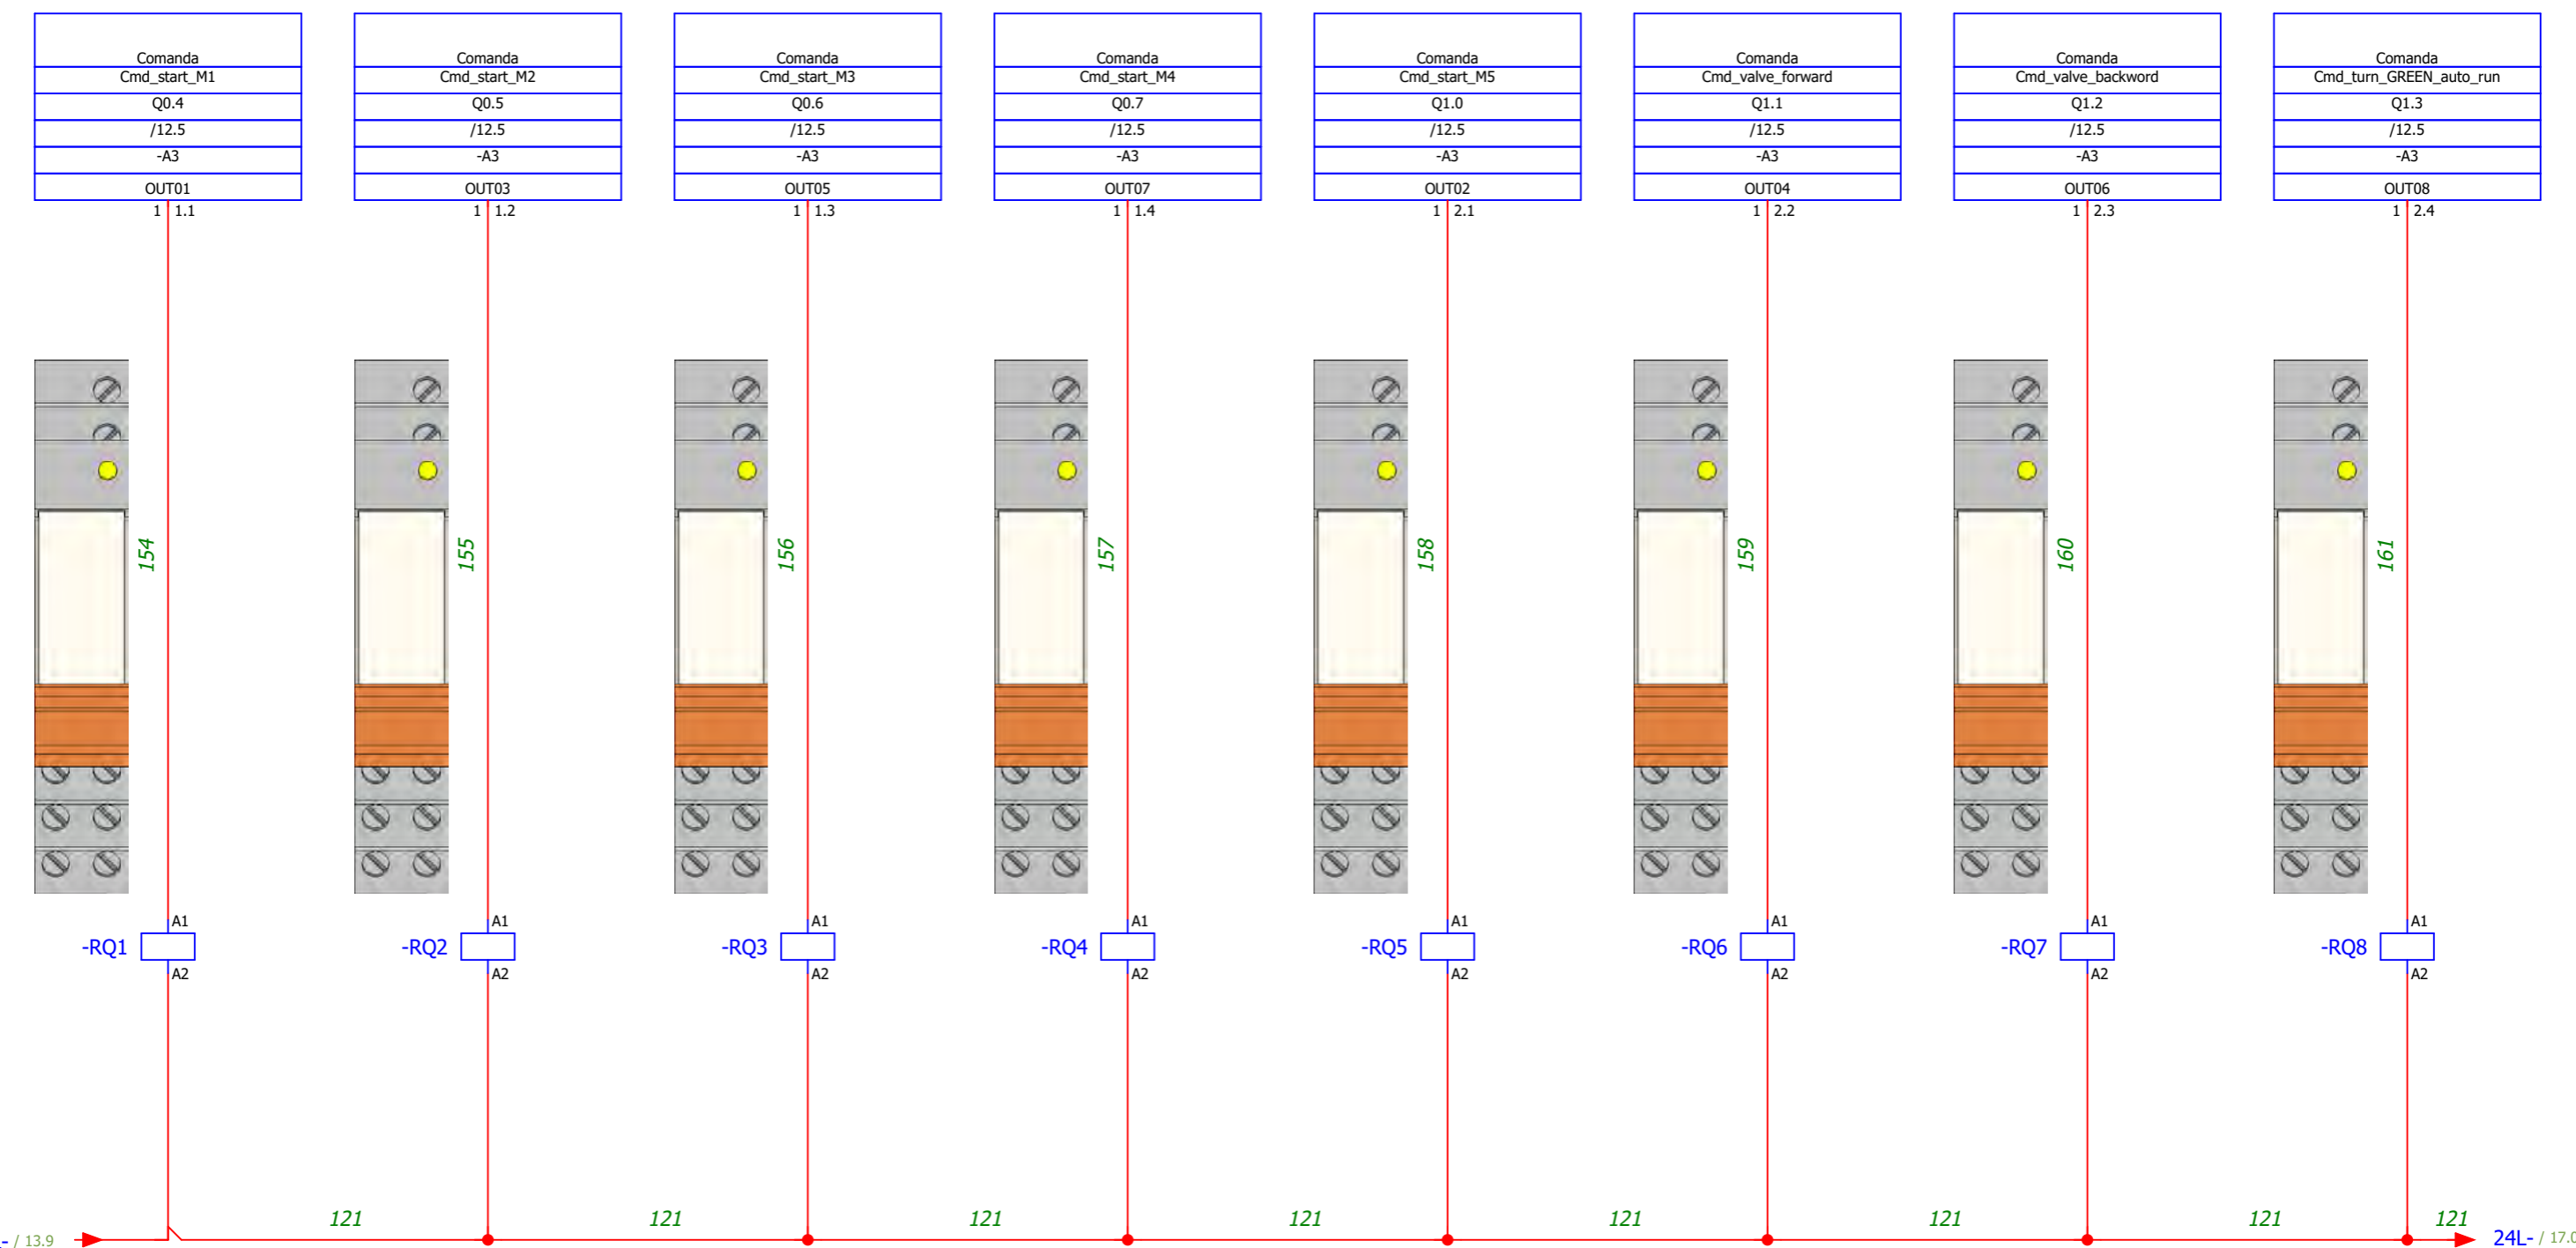 Comanda Comanda Comanda Comanda Comanda Comanda Comanda Comanda
Cmd_start_M1 Cmd_start_M2 Cmd_start_M3 Cmd_start_M4 Cmd_start_M5 Cmd_valve_forward Cmd_valve_backword Cmd_turn_GREEN_auto_run
Q0.4 Q0.5 Q0.6 Q0.7 Q1.0 Q1.1 Q1.2 Q1.3
/12.5 /12.5 /12.5 /12.5 /12.5 /12.5 /12.5 /12.5
-A3 -A3 -A3 -A3 -A3 -A3 -A3 -A3
OUT01 OUT03 OUT05 OUT07 OUT02 OUT04 OUT06 OUT08
1 1.1 1 1.2 1 1.3 1 1.4 1 2.1 1 2.2 1 2.3 1 2.4
154 155 156 157 158 159 160 161
A1 A1 A1 A1 A1 A1 A1 A1
-RQ1 -RQ2 -RQ3 -RQ4 -RQ5 -RQ6 -RQ7 -RQ8
A2 A2 A2 A2 A2 A2 A2 A2
121 121 121 121 121 121 121 121
- / 13.9 24L- / 17.0